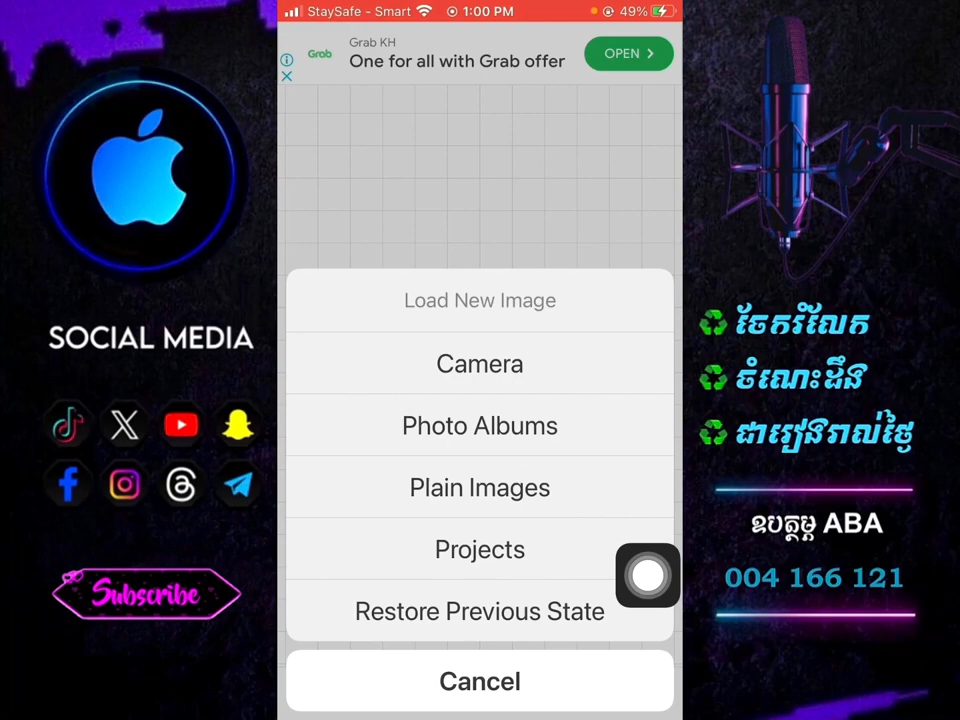 StaySafe - Smart 1:00 PM 49%
Grab
Grab KH
One for all with Grab offer
OPEN
Load New Image
Camera
Photo Albums
Plain Images
Projects
Restore Previous State
Cancel
SOCIAL MEDIA
Subscribe
ចែករំលែក
ចំណេះដឹង
ជារៀងរាល់ថ្ងៃ
ឧបត្ថម្ភ ABA
004 166 121